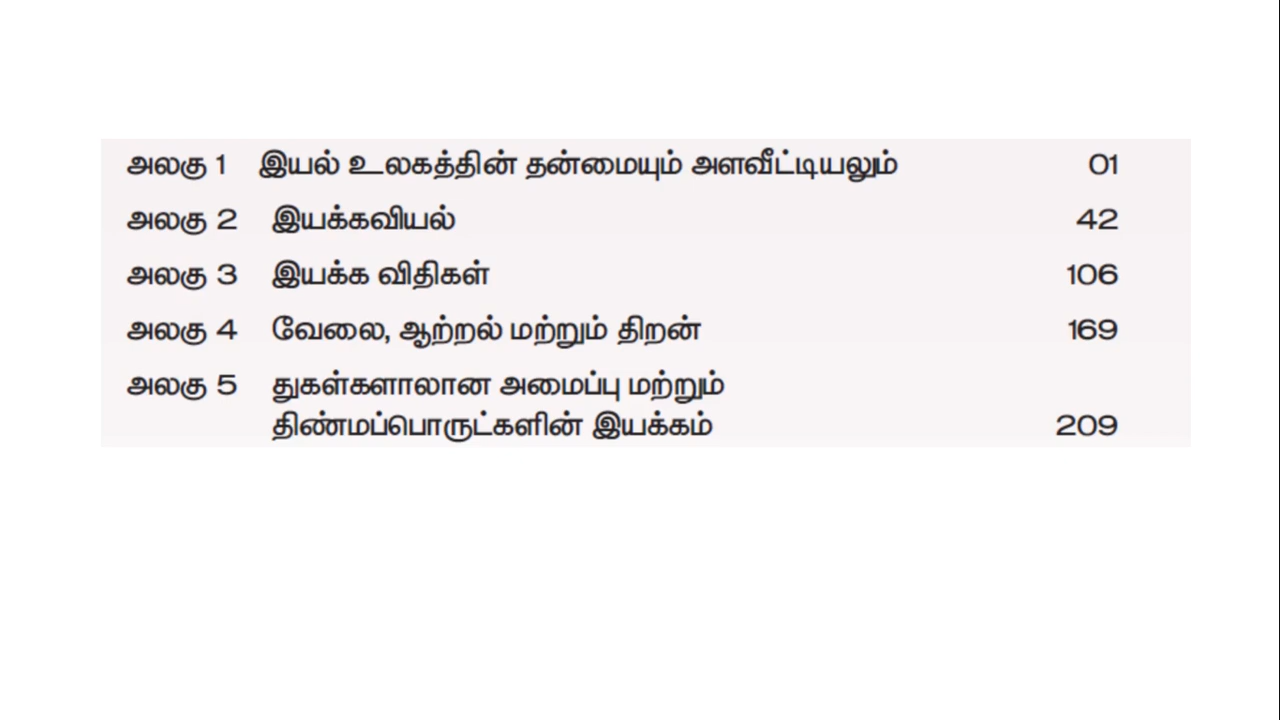 அலகு 1 இயல் உலகத்தின் தன்மையும் அளவீட்டியலும் 01
அலகு 2 இயக்கவியல் 42
அலகு 3 இயக்க விதிகள் 106
அலகு 4 வேலை, ஆற்றல் மற்றும் திறன் 169
அலகு 5 துகள்களாலான அமைப்பு மற்றும்
திண்மப்பொருட்களின் இயக்கம் 209